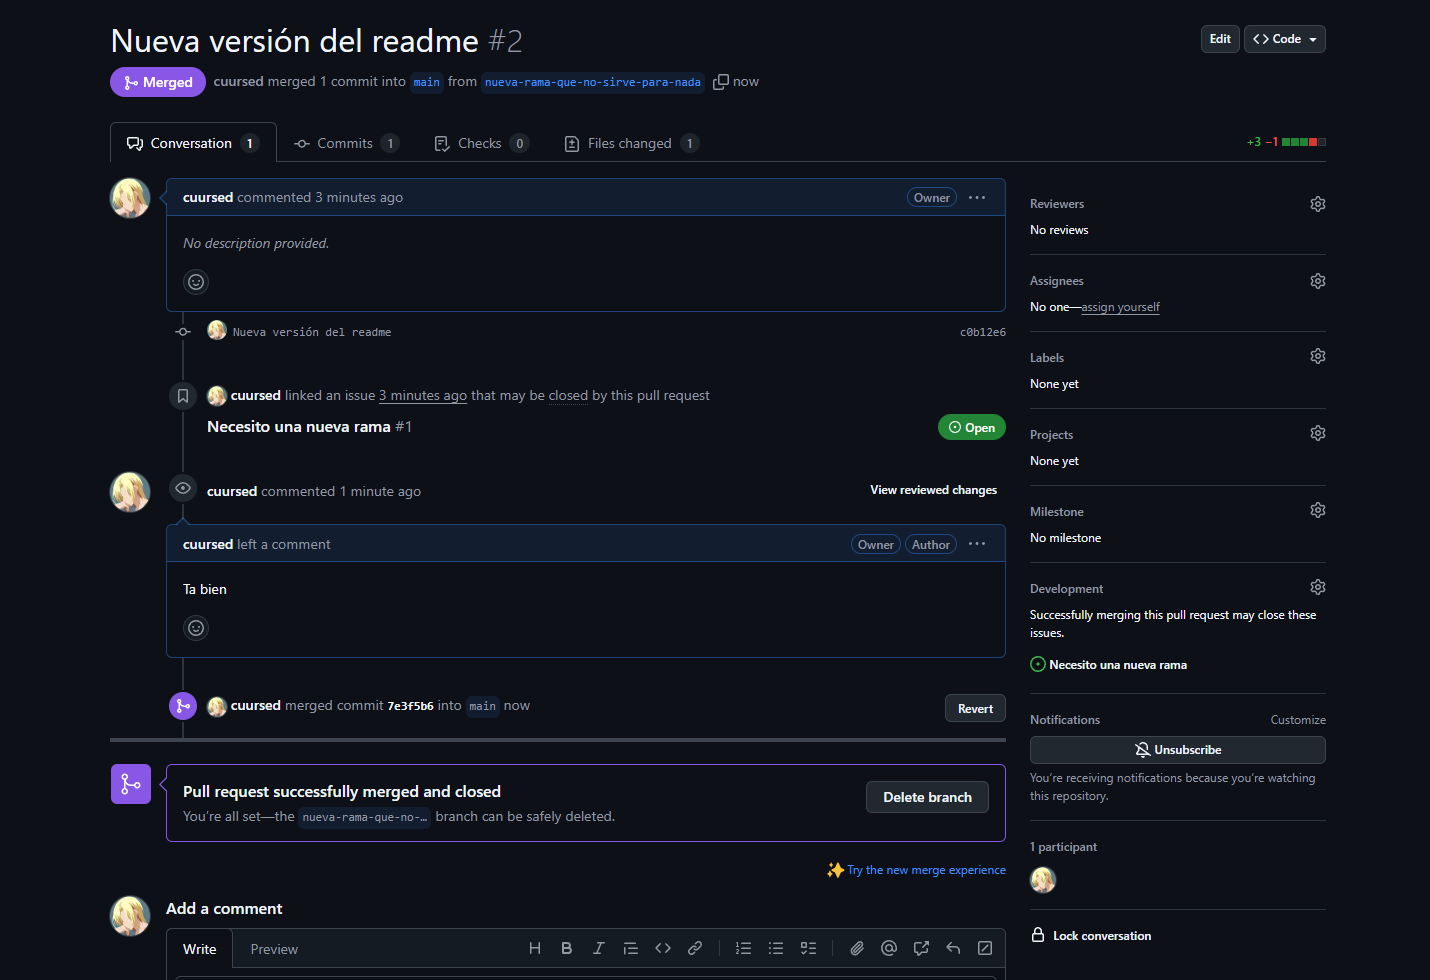 Nueva versión del readme #2
Edit
Code
Merged
cuursed merged 1 commit into main from nueva-rama-que-no-sirve-para-nada now
Conversation 1
Commits 1
Checks 0
Files changed 1
+3 −1
cuursed commented 3 minutes ago
Owner
No description provided.
Nueva versión del readme
c0b12e6
cuursed linked an issue 3 minutes ago that may be closed by this pull request
Necesito una nueva rama #1
Open
cuursed commented 1 minute ago
View reviewed changes
cuursed left a comment
Owner
Author
Ta bien
cuursed merged commit 7e3f5b6 into main now
Revert
Pull request successfully merged and closed
You're all set—the nueva-rama-que-no-… branch can be safely deleted.
Delete branch
Try the new merge experience
Add a comment
Write
Preview
Reviewers
No reviews
Assignees
No one—assign yourself
Labels
None yet
Projects
None yet
Milestone
No milestone
Development
Successfully merging this pull request may close these
issues.
Necesito una nueva rama
Notifications
Customize
Unsubscribe
You're receiving notifications because you're watching
this repository.
1 participant
Lock conversation